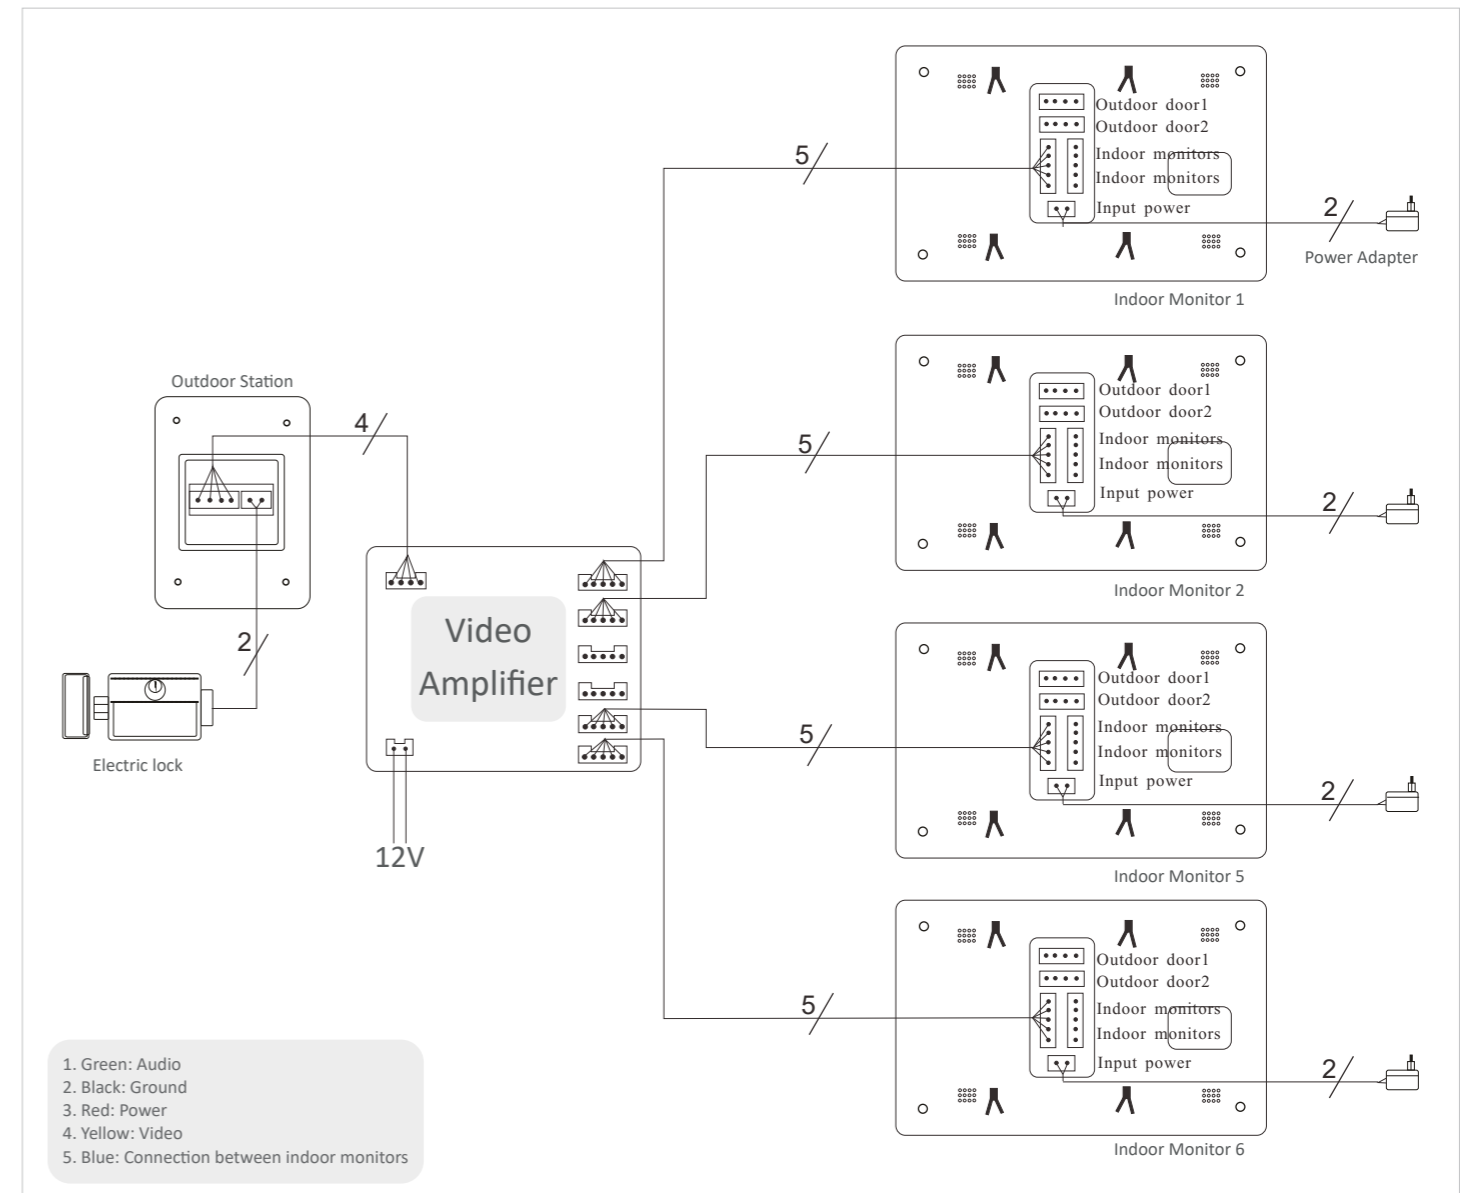 Outdoor door1
Outdoor door2
5
Indoor monitors
Indoor monitors
Input power
2
Power Adapter
Indoor Monitor 1
Outdoor Station
4
Outdoor door1
Outdoor door2
5
Indoor monitors
Indoor monitors
Input power
2
Indoor Monitor 2
2
Electric lock
Video
Amplifier
12V
Outdoor door1
Outdoor door2
5
Indoor monitors
Indoor monitors
Input power
2
Indoor Monitor 5
Outdoor door1
Outdoor door2
5
Indoor monitors
Indoor monitors
Input power
2
Indoor Monitor 6
1. Green: Audio
2. Black: Ground
3. Red: Power
4. Yellow: Video
5. Blue: Connection between indoor monitors